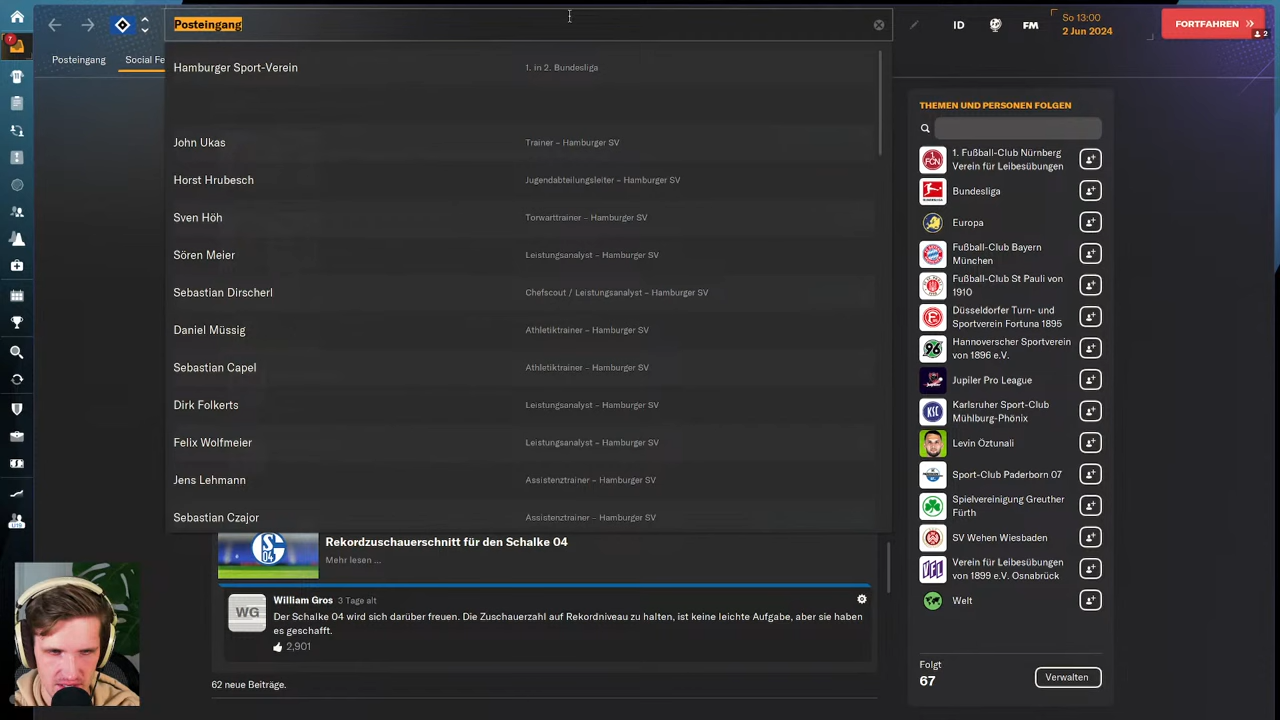 Posteingang
ID
FM
So 13:00
2 Jun 2024
FORTFAHREN
2
7
Posteingang
Social Fe
Hamburger Sport-Verein
1. in 2. Bundesliga
John Ukas
Trainer – Hamburger SV
Horst Hrubesch
Jugendabteilungsleiter – Hamburger SV
Sven Höh
Torwarttrainer – Hamburger SV
Sören Meier
Leistungsanalyst – Hamburger SV
Sebastian Dirscherl
Chefscout / Leistungsanalyst – Hamburger SV
Daniel Müssig
Athletiktrainer – Hamburger SV
Sebastian Capel
Athletiktrainer – Hamburger SV
Dirk Folkerts
Leistungsanalyst – Hamburger SV
Felix Wolfmeier
Leistungsanalyst – Hamburger SV
Jens Lehmann
Assistenztrainer – Hamburger SV
Sebastian Czajor
Assistenztrainer – Hamburger SV
Rekordzuschauerschnitt für den Schalke 04
Mehr lesen ...
WG
William Gros 3 Tage alt
Der Schalke 04 wird sich darüber freuen. Die Zuschauerzahl auf Rekordniveau zu halten, ist keine leichte Aufgabe, aber sie haben
es geschafft.
2,901
62 neue Beiträge.
THEMEN UND PERSONEN FOLGEN
1. Fußball-Club Nürnberg
Verein für Leibesübungen
Bundesliga
Europa
Fußball-Club Bayern
München
Fußball-Club St Pauli von
1910
Düsseldorfer Turn- und
Sportverein Fortuna 1895
Hannoverscher Sportverein
von 1896 e.V.
Jupiler Pro League
Karlsruher Sport-Club
Mühlburg-Phönix
Levin Öztunali
Sport-Club Paderborn 07
Spielvereinigung Greuther
Fürth
SV Wehen Wiesbaden
Verein für Leibesübungen
von 1899 e.V. Osnabrück
Welt
Folgt
67
Verwalten